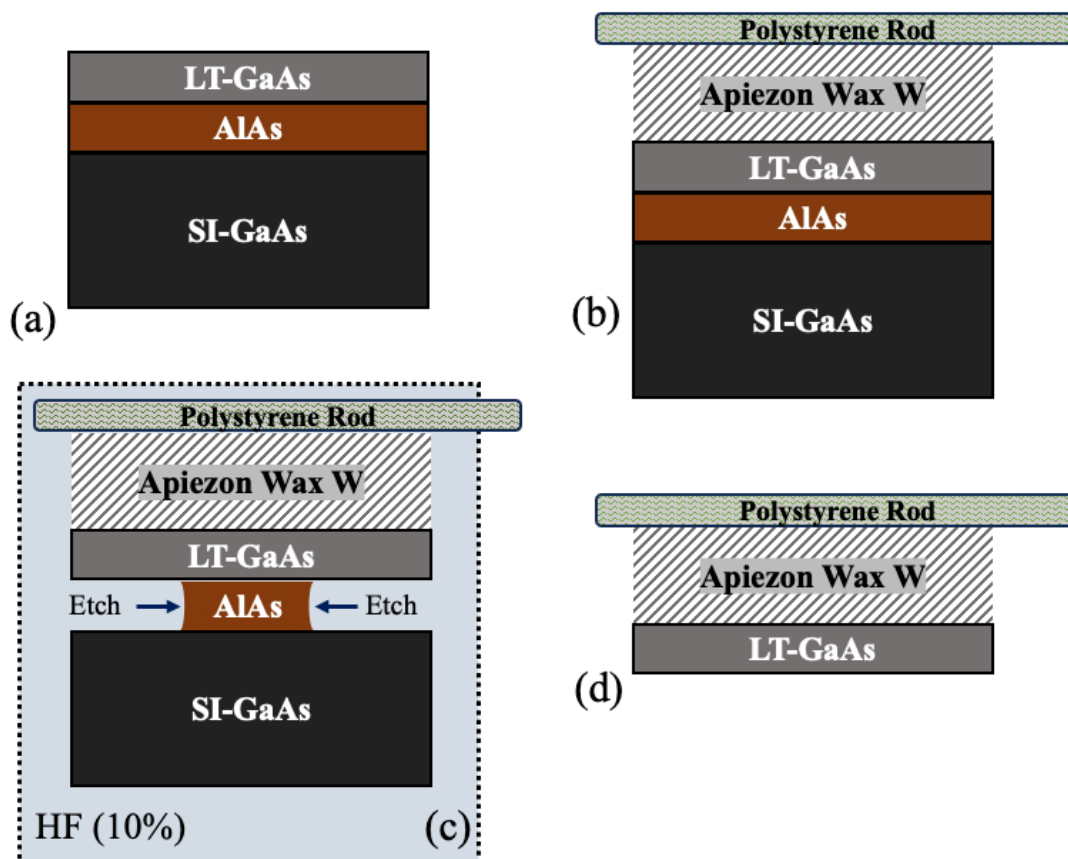 LT-GaAs
AlAs
SI-GaAs
(a)
Polystyrene Rod
Apiezon Wax W
LT-GaAs
AlAs
SI-GaAs
(b)
Polystyrene Rod
Apiezon Wax W
LT-GaAs
Etch AlAs Etch
SI-GaAs
HF (10%) (c)
Polystyrene Rod
Apiezon Wax W
LT-GaAs
(d)